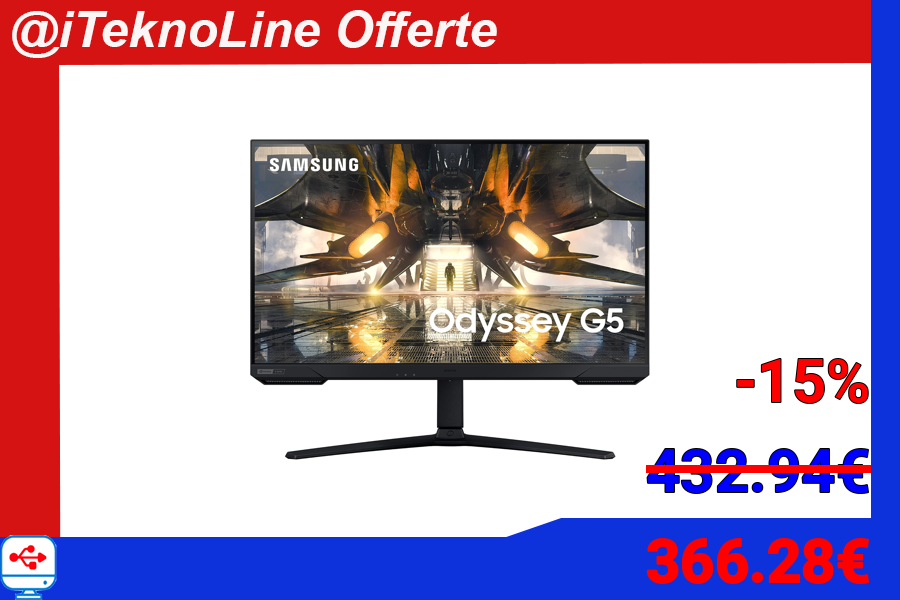 @iTeknoLine Offerte
SAMSUNG
Odyssey G5
-15%
432.94€
366.28€